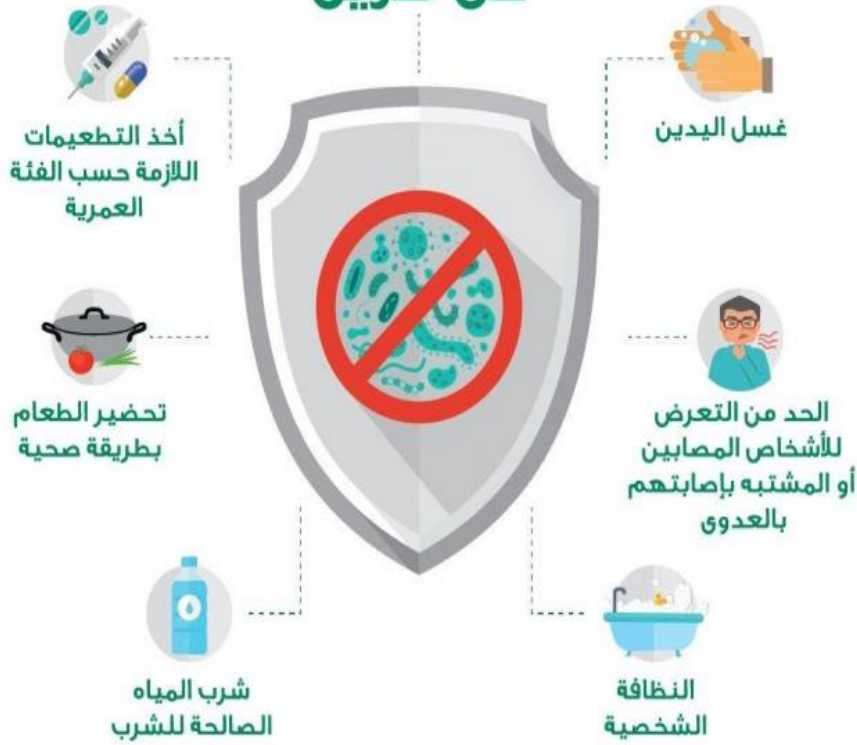 غسل اليدين
أخذ التطعيمات
اللازمة حسب الفئة
العمرية
الحد من التعرض
للأشخاص المصابين
أو المشتبه بإصابتهم
بالعدوى
تحضير الطعام
بطريقة صحية
النظافة
الشخصية
شرب المياه
الصالحة للشرب